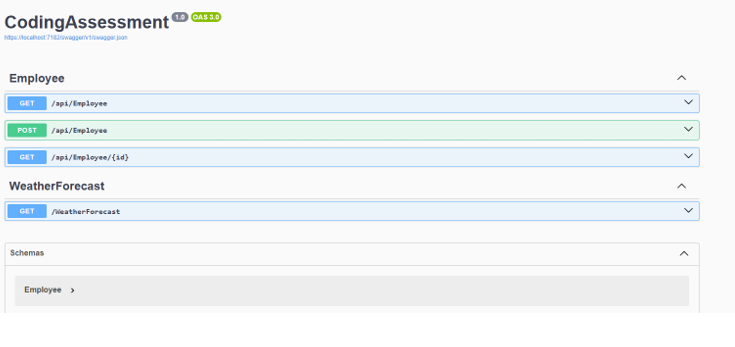 CodingAssessment 1.0 OAS 3.0
https://localhost:7182/swagger/v1/swagger.json
Employee
GET /api/Employee
POST /api/Employee
GET /api/Employee/{id}
WeatherForecast
GET /WeatherForecast
Schemas
Employee